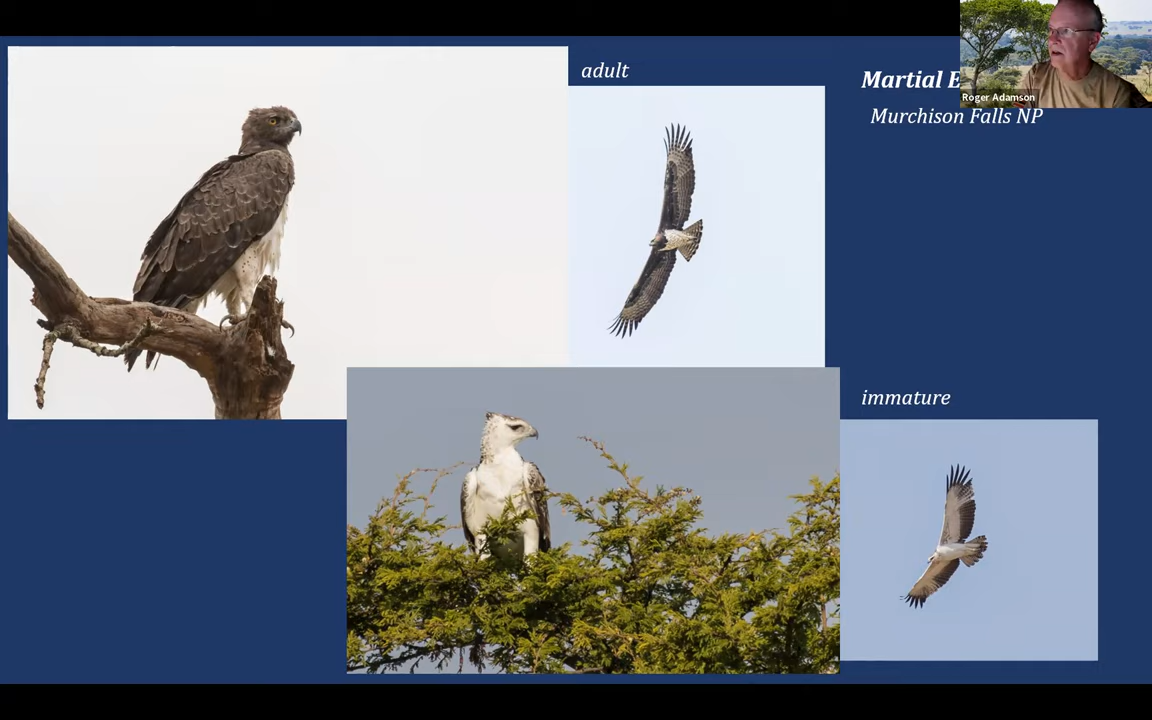 adult
Martial E
Roger Adamson
Murchison Falls NP
immature